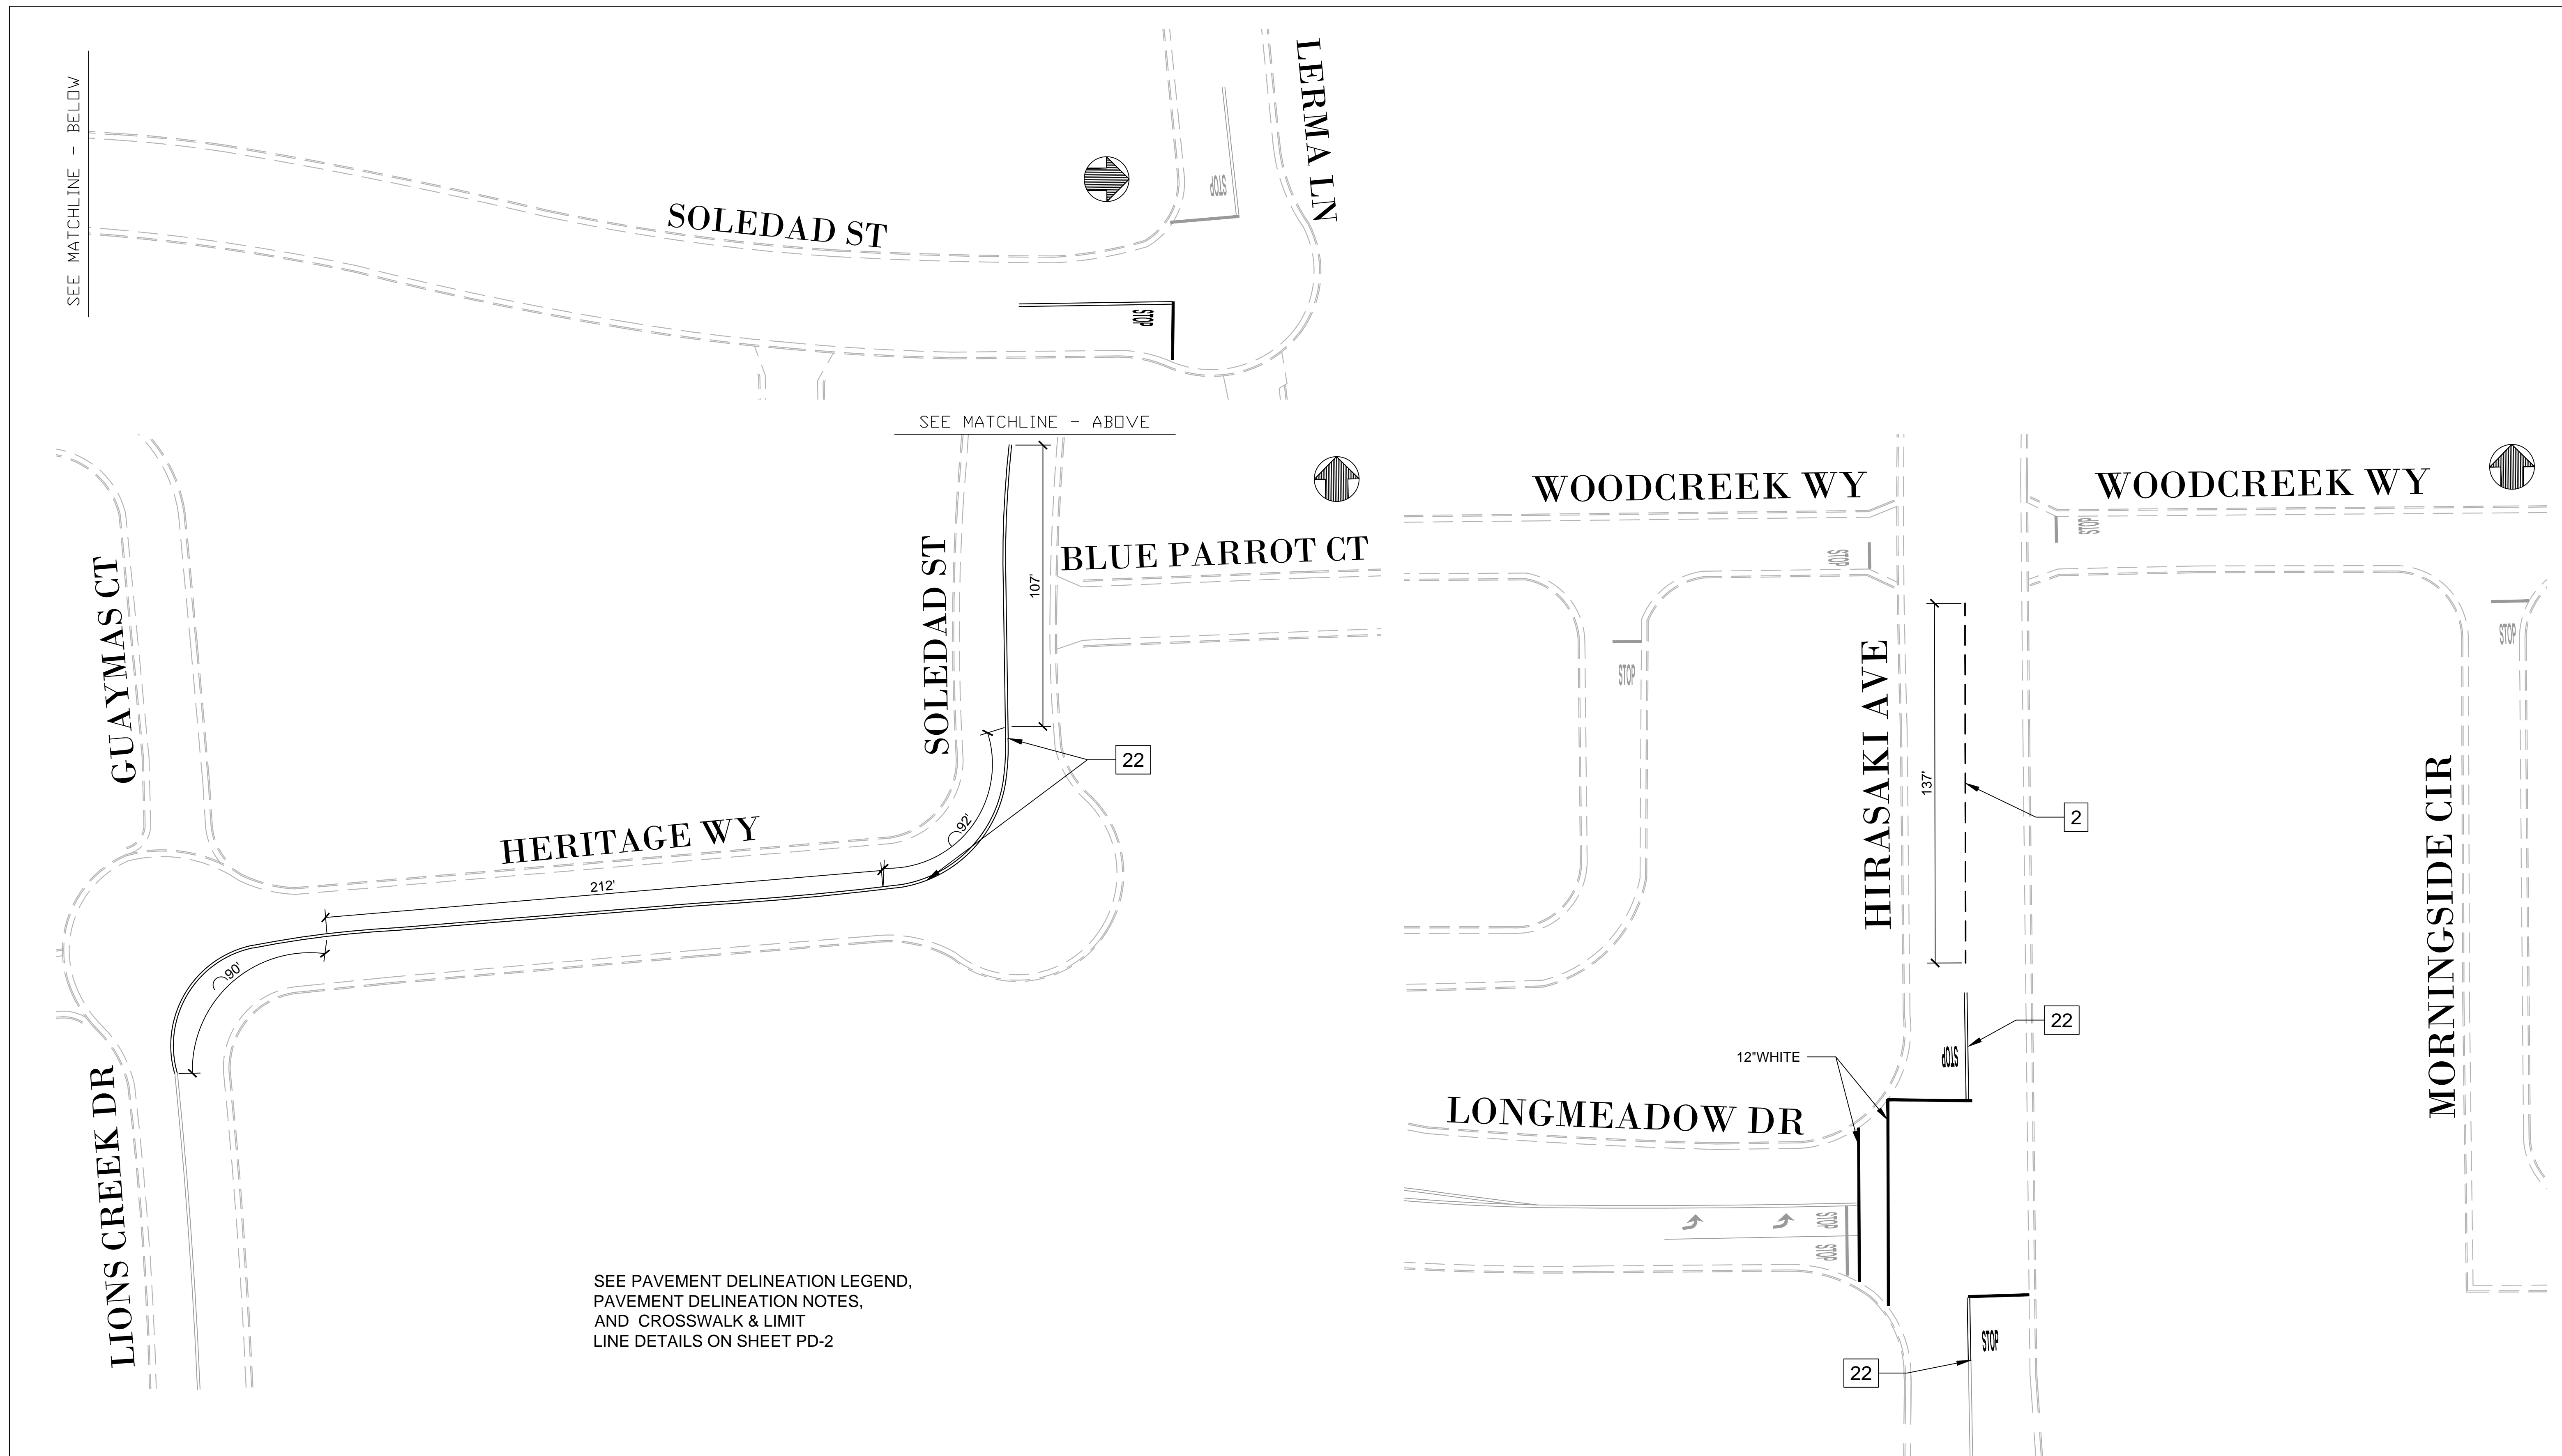 SEE MATCHLINE - BELOW
SOLEDAD ST
LERMA LN
STOP
STOP
SEE MATCHLINE - ABOVE
GUAYMAS CT
SOLEDAD ST
107'
BLUE PARROT CT
22
HERITAGE WY
92'
212'
90'
LIONS CREEK DR
SEE PAVEMENT DELINEATION LEGEND,
PAVEMENT DELINEATION NOTES,
AND CROSSWALK & LIMIT
LINE DETAILS ON SHEET PD-2
WOODCREEK WY
WOODCREEK WY
STOP
STOP
STOP
STOP
HIRASAKI AVE
137'
2
MORNINGSIDE CIR
22
STOP
12"WHITE
LONGMEADOW DR
STOP
STOP
STOP
22